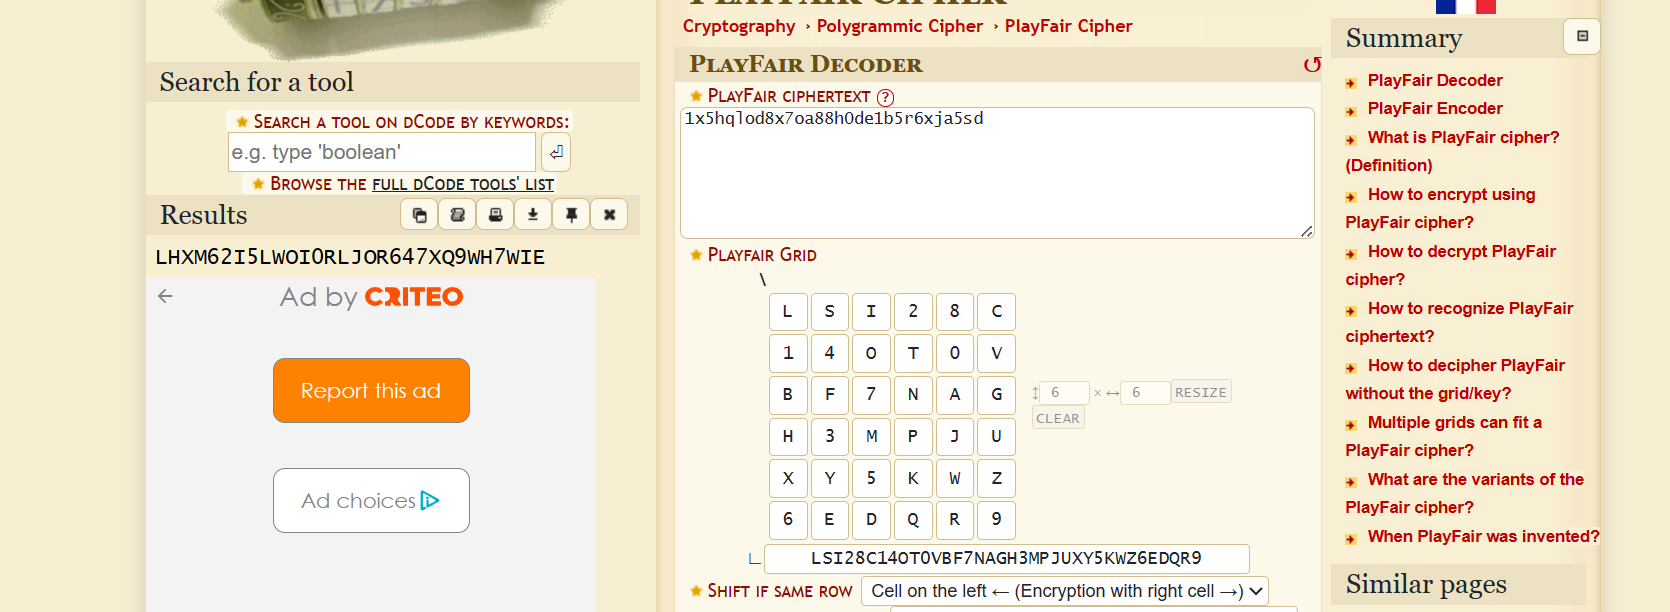 PLAYFAIR CIPHER
Cryptography › Polygrammic Cipher › PlayFair Cipher
Search for a tool
★ SEARCH A TOOL ON DCODE BY KEYWORDS:
e.g. type 'boolean'
★ BROWSE THE FULL DCODE TOOLS' LIST
Results
LHXM62I5LWOIORLJOR647XQ9WH7WIE
Ad by CRITEO
Report this ad
Ad choices
PLAYFAIR DECODER
★ PLAYFAIR CIPHERTEXT ?
1x5hqlod8x7oa88h0de1b5r6xja5sd
★ PLAYFAIR GRID
\
L S I 2 8 C
1 4 O T 0 V
B F 7 N A G
H 3 M P J U
X Y 5 K W Z
6 E D Q R 9
↕ 6 × ↔ 6 RESIZE
CLEAR
LSI28C14OT0VBF7NAGH3MPJUXY5KWZ6EDQR9
★ SHIFT IF SAME ROW Cell on the left ← (Encryption with right cell →)
Summary
PlayFair Decoder
PlayFair Encoder
What is PlayFair cipher?
(Definition)
How to encrypt using
PlayFair cipher?
How to decrypt PlayFair
cipher?
How to recognize PlayFair
ciphertext?
How to decipher PlayFair
without the grid/key?
Multiple grids can fit a
PlayFair cipher?
What are the variants of the
PlayFair cipher?
When PlayFair was invented?
Similar pages